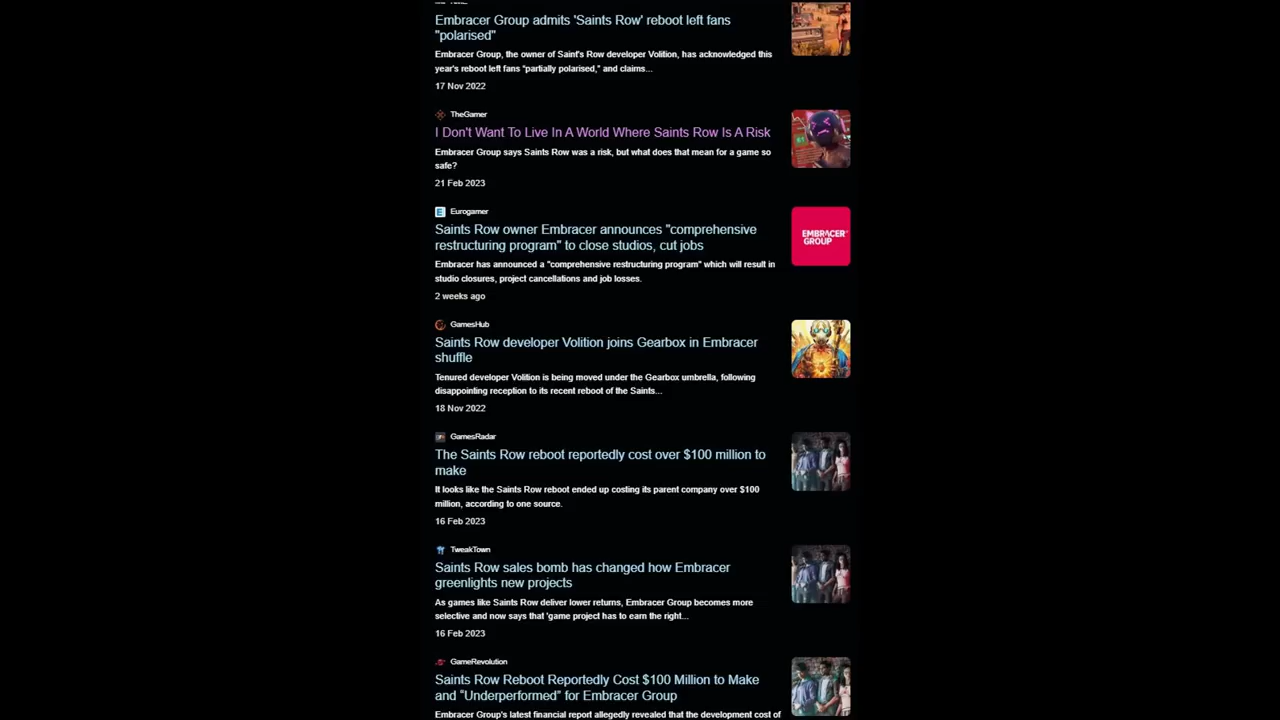 Embracer Group admits 'Saints Row' reboot left fans
"polarised"
Embracer Group, the owner of Saint's Row developer Volition, has acknowledged this
year's reboot left fans "partially polarised," and claims...
17 Nov 2022
TheGamer
I Don't Want To Live In A World Where Saints Row Is A Risk
Embracer Group says Saints Row was a risk, but what does that mean for a game so
safe?
21 Feb 2023
Eurogamer
Saints Row owner Embracer announces "comprehensive
restructuring program" to close studios, cut jobs
EMBRACER
GROUP
Embracer has announced a "comprehensive restructuring program" which will result in
studio closures, project cancellations and job losses.
2 weeks ago
GamesHub
Saints Row developer Volition joins Gearbox in Embracer
shuffle
Tenured developer Volition is being moved under the Gearbox umbrella, following
disappointing reception to its recent reboot of the Saints...
18 Nov 2022
GamesRadar
The Saints Row reboot reportedly cost over $100 million to
make
It looks like the Saints Row reboot ended up costing its parent company over $100
million, according to one source.
16 Feb 2023
TweakTown
Saints Row sales bomb has changed how Embracer
greenlights new projects
As games like Saints Row deliver lower returns, Embracer Group becomes more
selective and now says that 'game project has to earn the right...
16 Feb 2023
GameRevolution
Saints Row Reboot Reportedly Cost $100 Million to Make
and "Underperformed" for Embracer Group
Embracer Group's latest financial report allegedly revealed that the development cost of